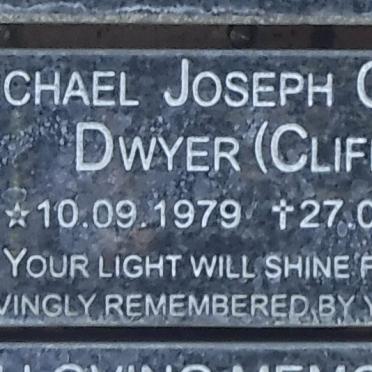 CHAEL JOSEPH
DWYER (CLIF
☆10.09.1979 †27.0
YOUR LIGHT WILL SHINE F
VINGLY REMEMBERED BY Y